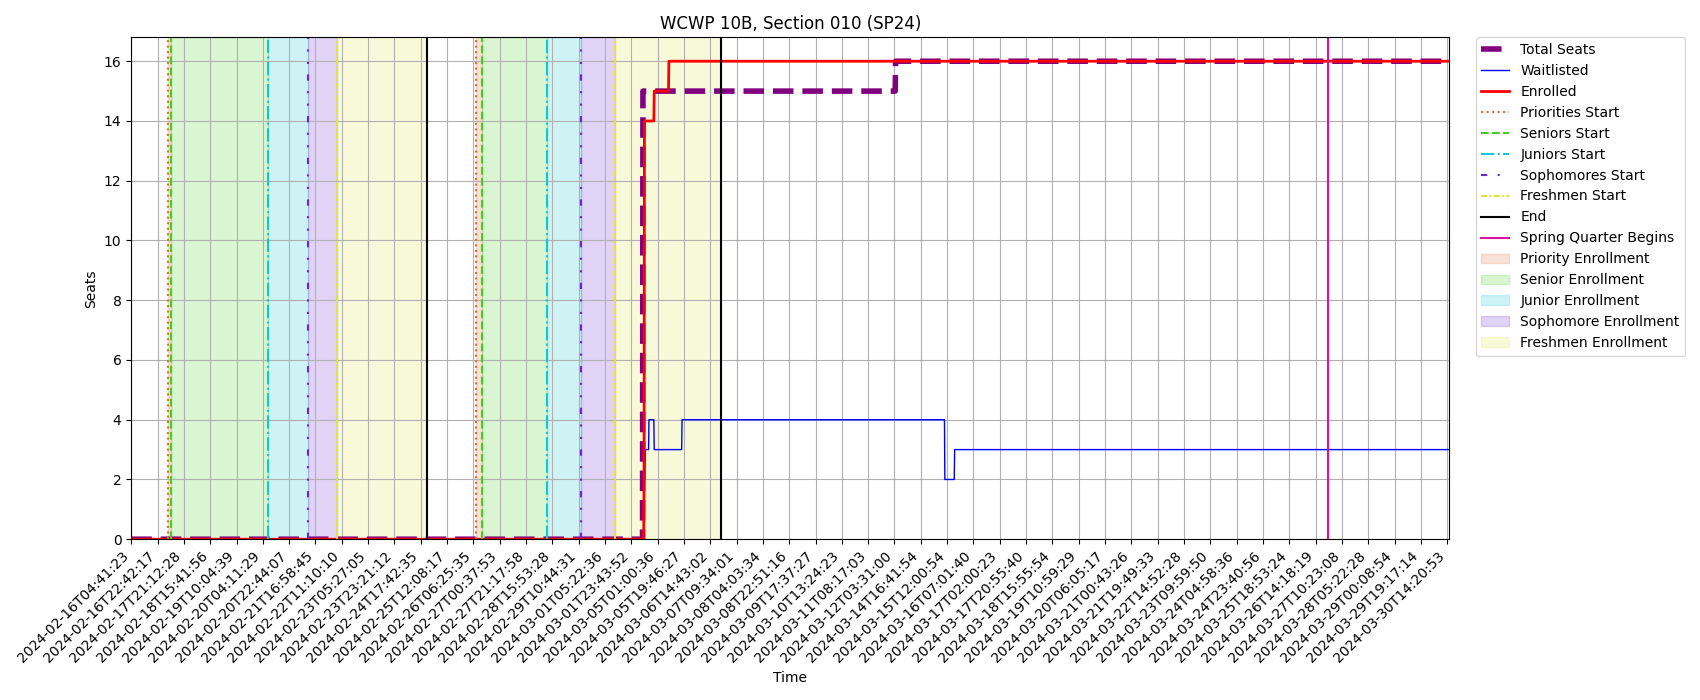 WCWP 10B, Section 010 (SP24)
Seats
16
14
12
10
8
6
4
2
0
2024-02-16T04:41:23
2024-02-16T22:42:17
2024-02-17T21:12:28
2024-02-18T15:41:56
2024-02-19T10:04:39
2024-02-20T04:11:29
2024-02-20T22:44:07
2024-02-21T16:58:45
2024-02-22T11:10:10
2024-02-23T05:27:05
2024-02-23T23:21:12
2024-02-24T17:42:35
2024-02-25T12:08:17
2024-02-26T06:25:35
2024-02-27T00:37:53
2024-02-27T21:17:58
2024-02-28T15:53:28
2024-02-29T10:44:31
2024-03-01T05:22:36
2024-03-01T23:43:52
2024-03-05T01:00:36
2024-03-05T19:46:27
2024-03-06T14:43:02
2024-03-07T09:34:01
2024-03-08T04:03:34
2024-03-08T22:51:16
2024-03-09T17:37:27
2024-03-10T13:24:23
2024-03-11T08:17:03
2024-03-12T03:31:00
2024-03-14T16:41:54
2024-03-15T12:00:54
2024-03-16T07:01:40
2024-03-17T02:00:23
2024-03-17T20:55:40
2024-03-18T15:55:54
2024-03-19T10:59:29
2024-03-20T06:05:17
2024-03-21T00:43:26
2024-03-21T19:49:33
2024-03-22T14:52:28
2024-03-23T09:59:50
2024-03-24T04:58:36
2024-03-24T23:40:56
2024-03-25T18:53:24
2024-03-26T14:18:19
2024-03-27T10:23:08
2024-03-28T05:22:28
2024-03-29T00:08:54
2024-03-29T19:17:14
2024-03-30T14:20:53
Time
Total Seats
Waitlisted
Enrolled
Priorities Start
Seniors Start
Juniors Start
Sophomores Start
Freshmen Start
End
Spring Quarter Begins
Priority Enrollment
Senior Enrollment
Junior Enrollment
Sophomore Enrollment
Freshmen Enrollment